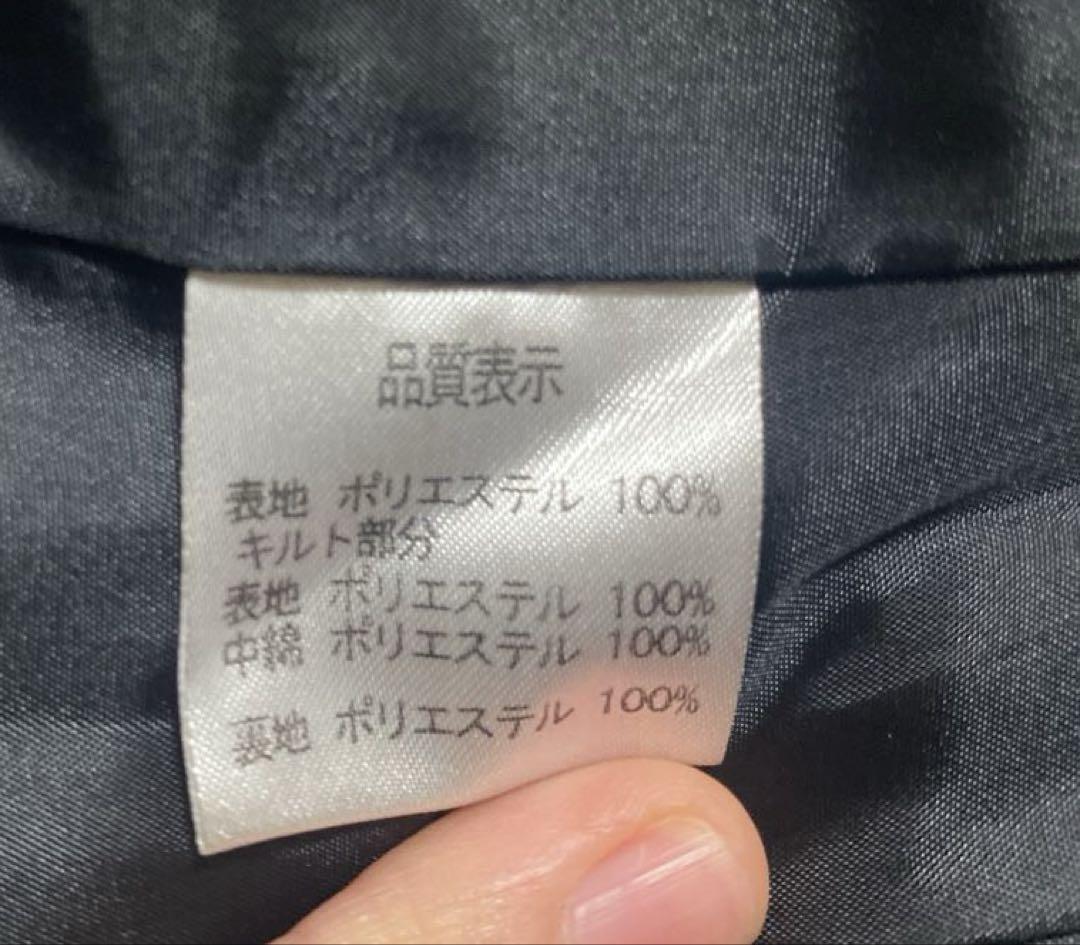 品質表示
表地 ポリエステル 100%
キルト部分
表地 ポリエステル 100%
中綿 ポリエステル 100%
裏地 ポリエステル 100%